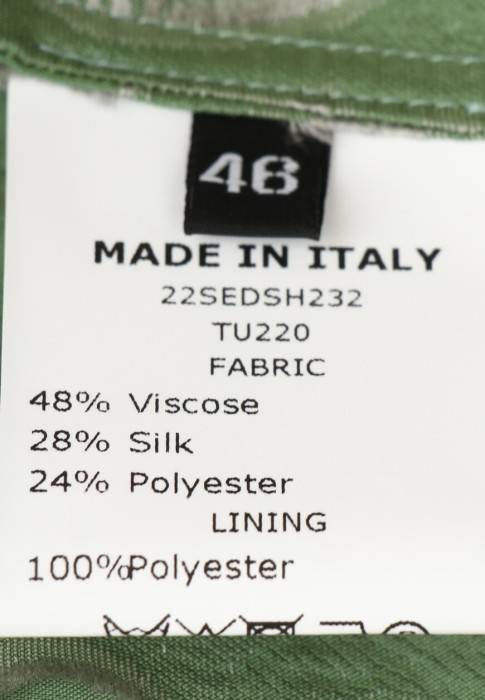 46
MADE IN ITALY
22SEDSH232
TU220
FABRIC
48% Viscose
28% Silk
24% Polyester
LINING
100%Polyester